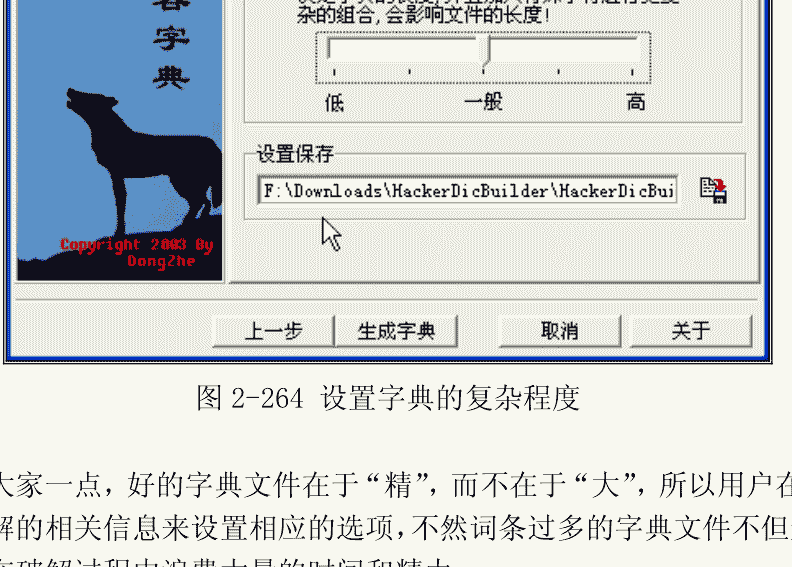 字
典
杂的组合, 会影响文件的长度!
低 一般 高
设置保存
F:\Downloads\HackerDicBuilder\HackerDicBui
Copyright 2003 By
DongZhe
上一步 生成字典 取消 关于
图 2-264 设置字典的复杂程度
大家一点, 好的字典文件在于“精”, 而不在于“大”, 所以用户在
解的相关信息来设置相应的选项, 不然词条过多的字典文件不但